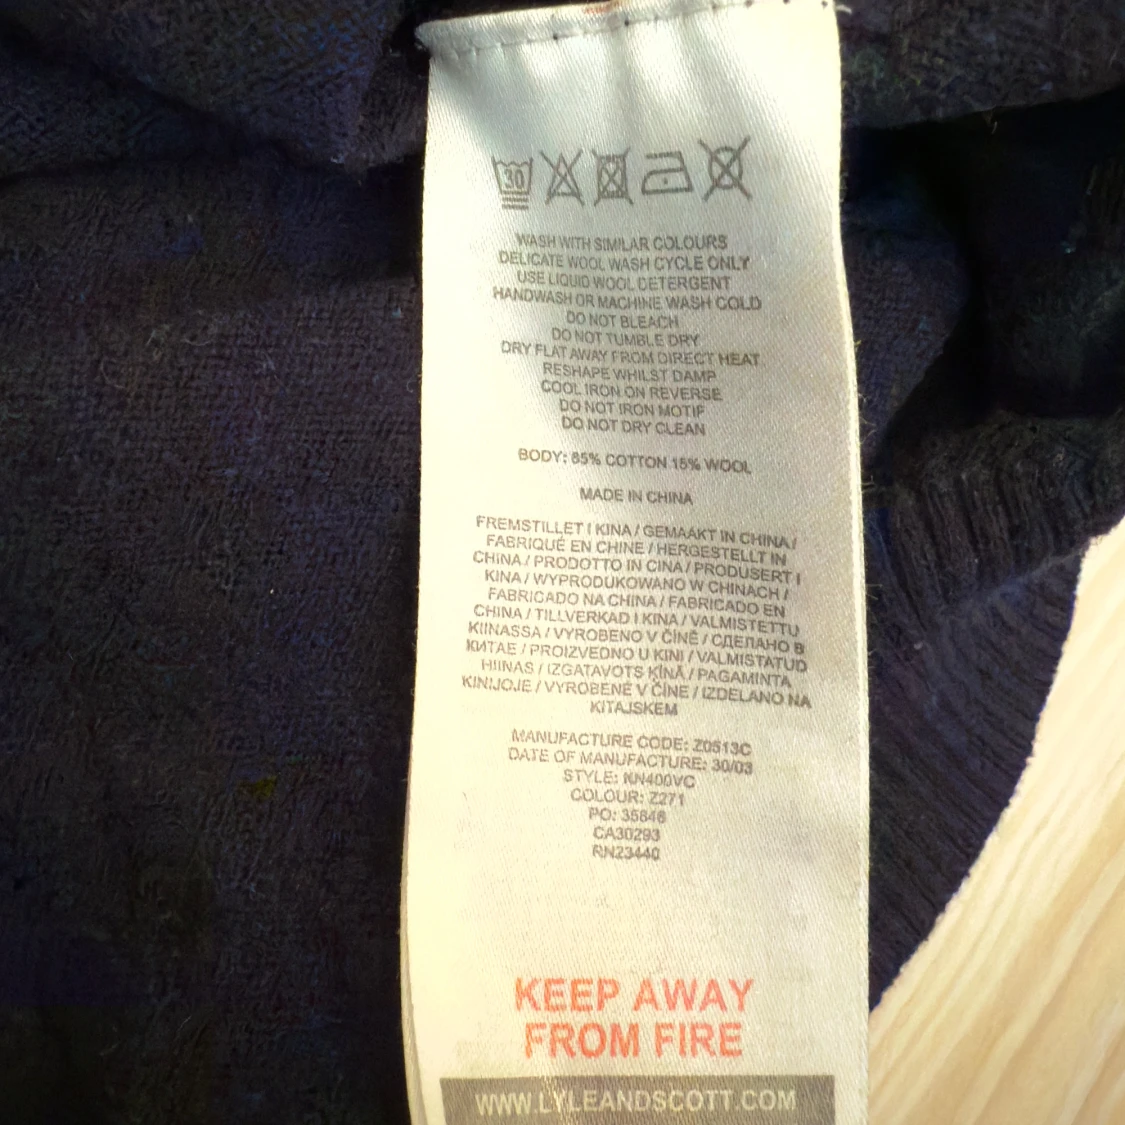 30
WASH WITH SIMILAR COLOURS
DELICATE WOOL WASH CYCLE ONLY
USE LIQUID WOOL DETERGENT
HANDWASH OR MACHINE WASH COLD
DO NOT BLEACH
DO NOT TUMBLE DRY
DRY FLAT AWAY FROM DIRECT HEAT
RESHAPE WHILST DAMP
COOL IRON ON REVERSE
DO NOT IRON MOTIF
DO NOT DRY CLEAN
BODY: 85% COTTON 15% WOOL
MADE IN CHINA
FREMSTILLET I KINA / GEMAAKT IN CHINA /
FABRIQUÉ EN CHINE / HERGESTELLT IN
CHINA / PRODOTTO IN CINA / PRODUSERT I
KINA / WYPRODUKOWANO W CHINACH /
FABRICADO NA CHINA / FABRICADO EN
CHINA / TILLVERKAD I KINA / VALMISTETTU
KIINASSA / VYROBENO V ČÍNĚ / СДЕЛАНО В
КИТАЕ / PROIZVEDNO U KINI / VALMISTATUD
HIINAS / IZGATAVOTS ĶĪNĀ / PAGAMINTA
KINIJOJE / VYROBENÉ V ČÍNE / IZDELANO NA
KITAJSKEM
MANUFACTURE CODE: Z0513C
DATE OF MANUFACTURE: 30/03
STYLE: KN400VC
COLOUR: Z271
PO: 35846
CA30293
RN23440
KEEP AWAY
FROM FIRE
WWW.LYLEANDSCOTT.COM